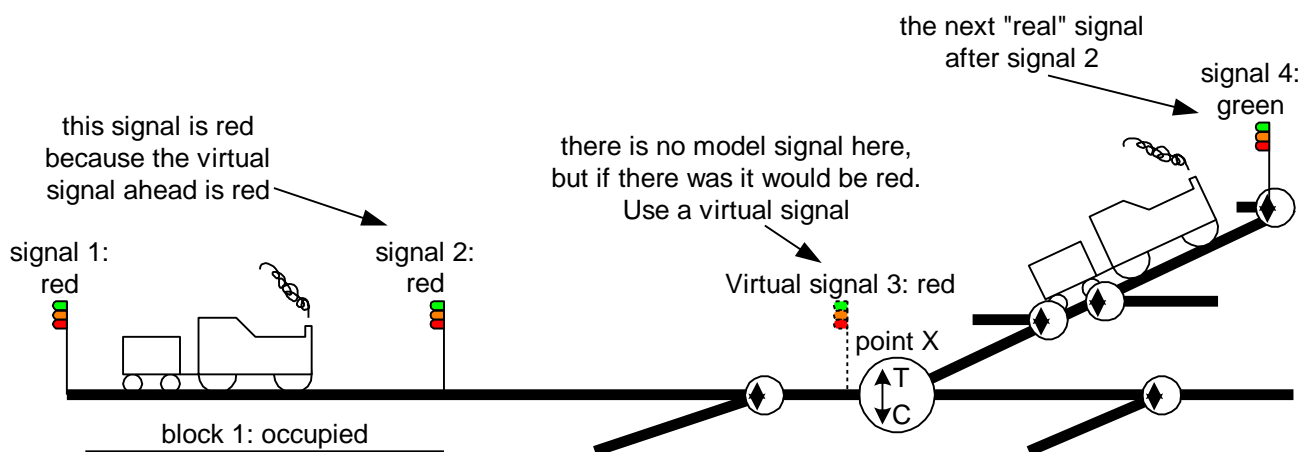 the next "real" signal
after signal 2
signal 4:
green
this signal is red
because the virtual
signal ahead is red
there is no model signal here,
but if there was it would be red.
Use a virtual signal
signal 1:
red
signal 2:
red
Virtual signal 3: red
point X
T
C
block 1: occupied